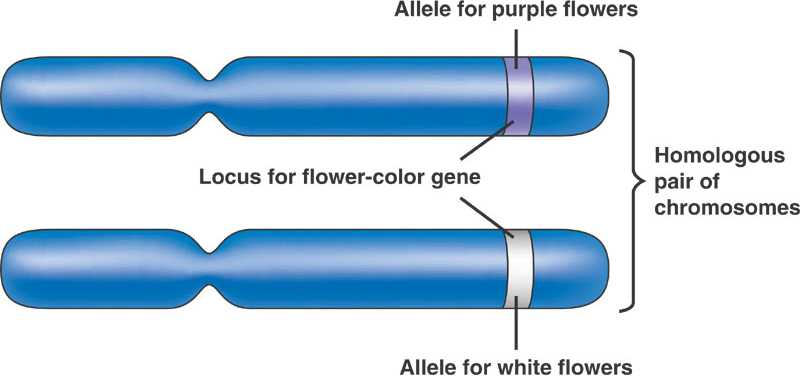 Allele for purple flowers
Locus for flower-color gene
Homologous
pair of
chromosomes
Allele for white flowers